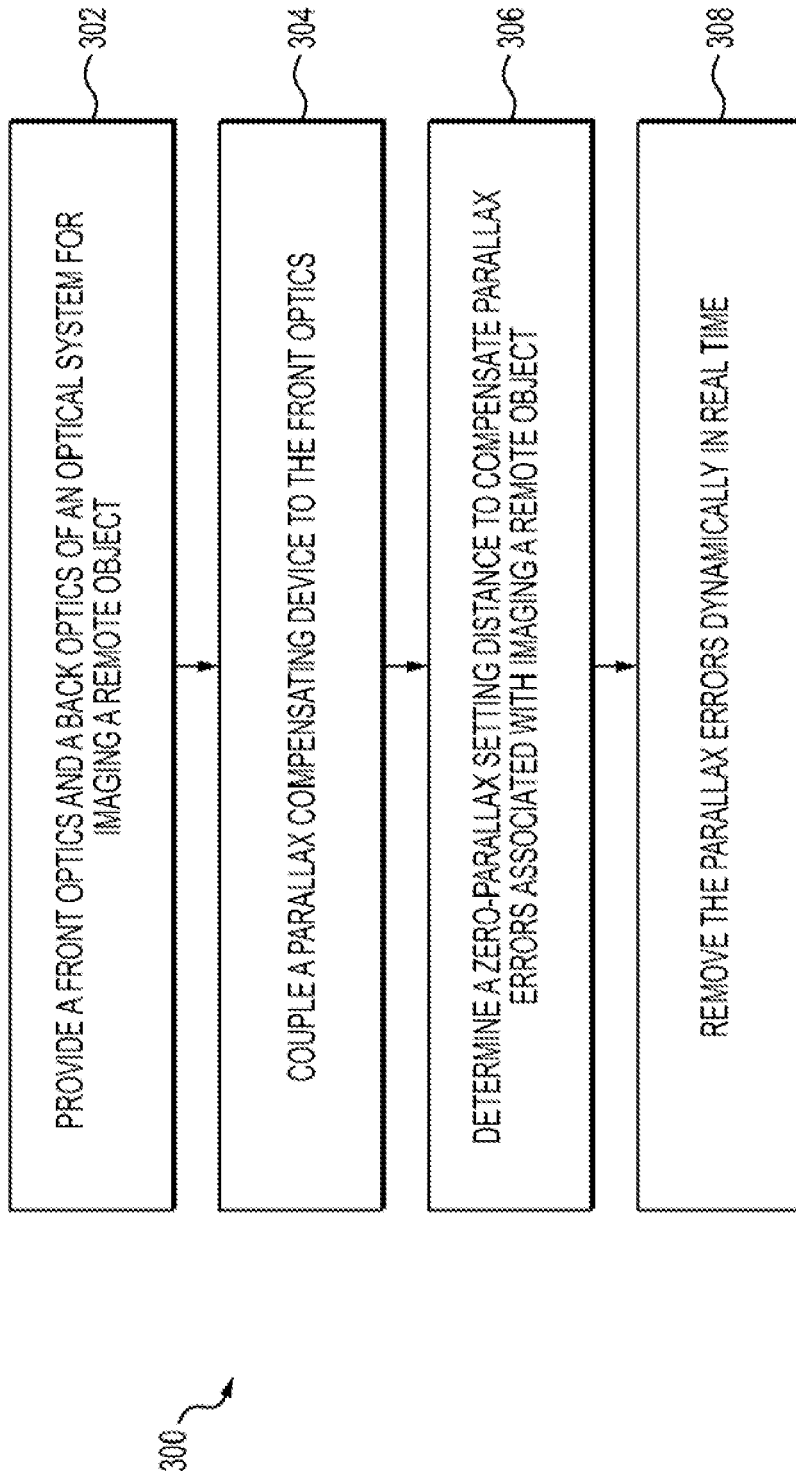 300
PROVIDE A FRONT OPTICS AND A BACK OPTICS OF AN OPTICAL SYSTEM FOR
IMAGING A REMOTE OBJECT
302
COUPLE A PARALLAX COMPENSATING DEVICE TO THE FRONT OPTICS
304
DETERMINE A ZERO-PARALLAX SETTING DISTANCE TO COMPENSATE PARALLAX
ERRORS ASSOCIATED WITH IMAGING A REMOTE OBJECT
306
REMOVE THE PARALLAX ERRORS DYNAMICALLY IN REAL TIME
308